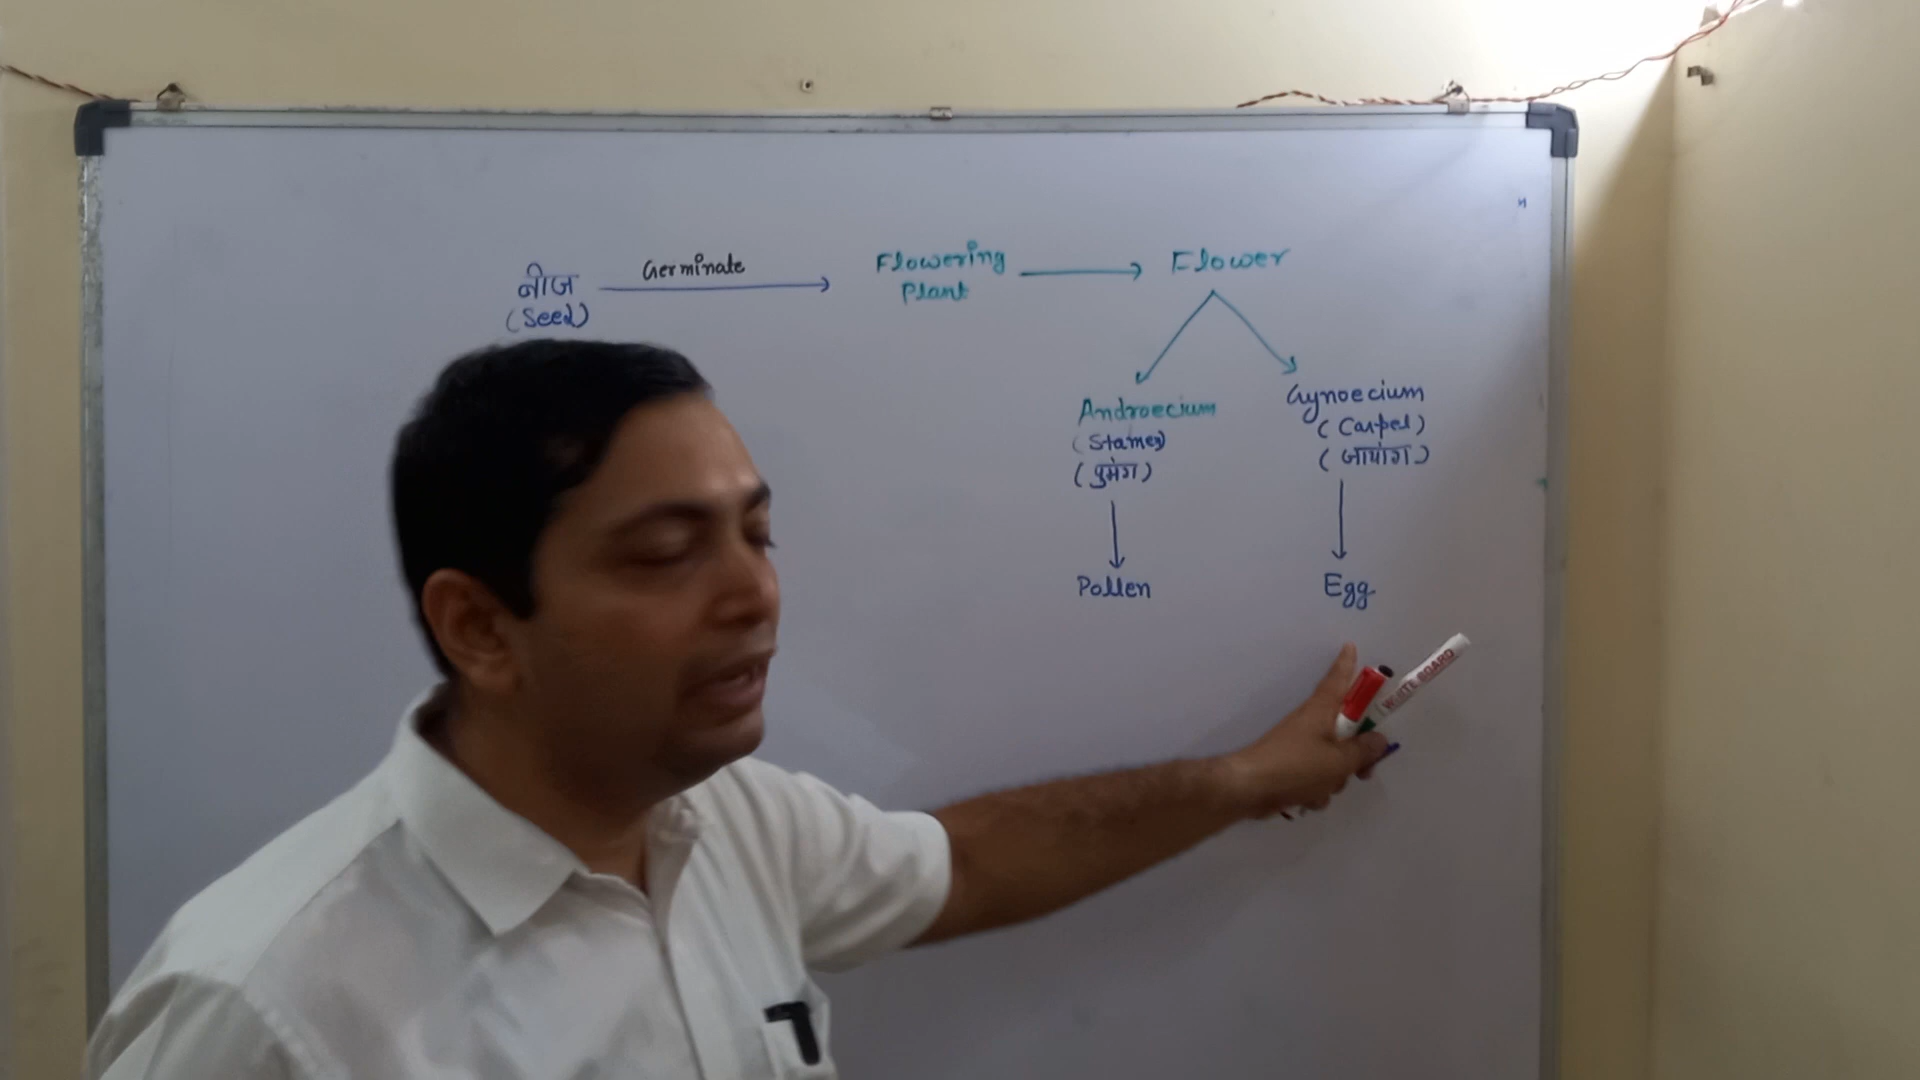 बीज
(Seed)
Germinate
Flowering
Plant
Flower
Androecium
(Stamen)
(पुमंग)
Pollen
Gynoecium
(Carpel)
(जायांग)
Egg
WHITE BOARD